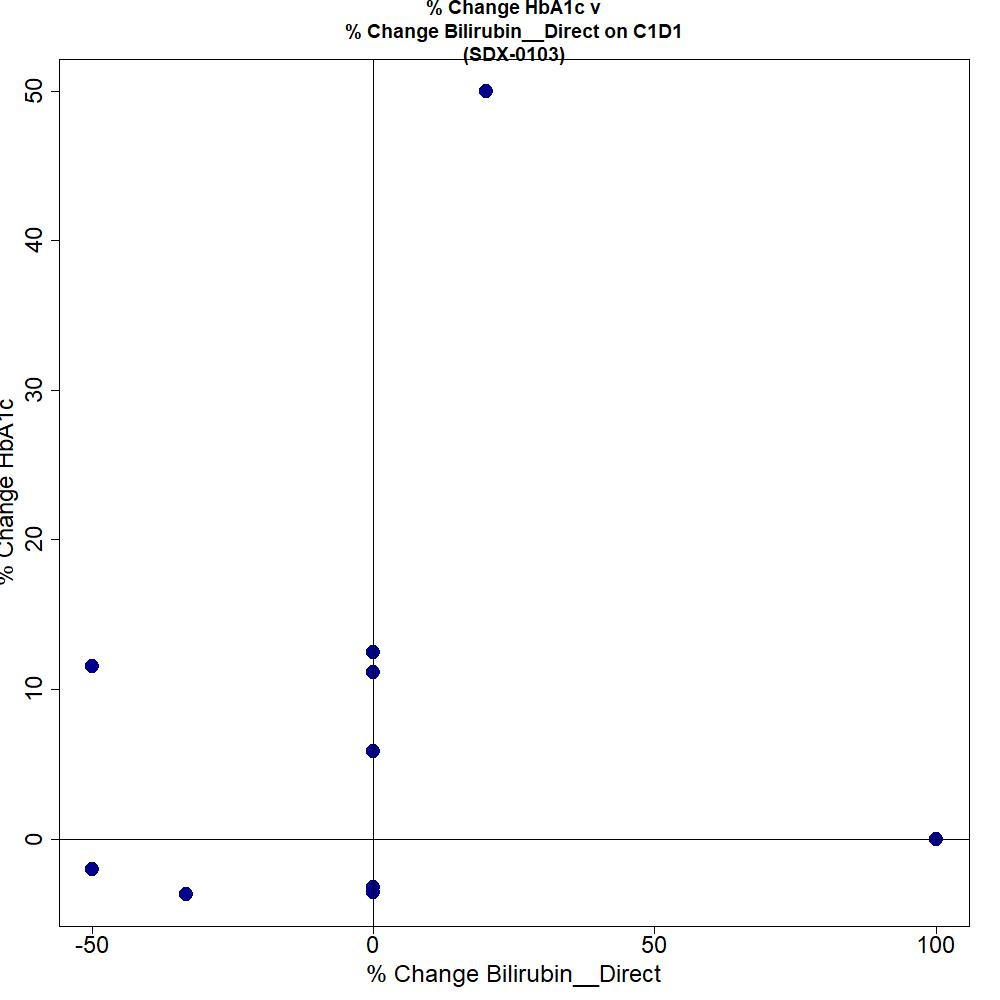 % Change HbA1c v
% Change Bilirubin__Direct on C1D1
(SDX-0103)
50
40
30
20
10
0
% Change HbA1c
-50
0
50
100
% Change Bilirubin__Direct